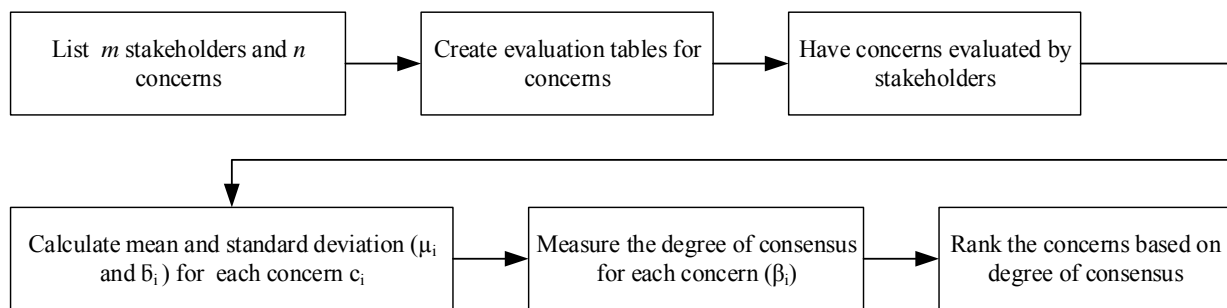 List m stakeholders and n
concerns
Create evaluation tables for
concerns
Have concerns evaluated by
stakeholders
Calculate mean and standard deviation (μi
and ƃi ) for each concern ci
Measure the degree of consensus
for each concern (βi)
Rank the concerns based on
degree of consensus